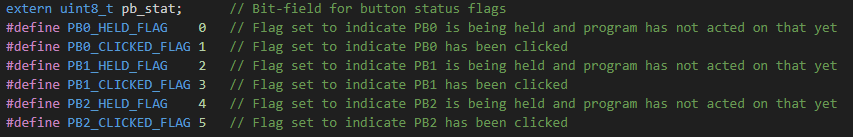 extern uint8_t pb_stat; // Bit-field for button status flags
#define PB0_HELD_FLAG 0 // Flag set to indicate PB0 is being held and program has not acted on that yet
#define PB0_CLICKED_FLAG 1 // Flag set to indicate PB0 has been clicked
#define PB1_HELD_FLAG 2 // Flag set to indicate PB1 is being held and program has not acted on that yet
#define PB1_CLICKED_FLAG 3 // Flag set to indicate PB1 has been clicked
#define PB2_HELD_FLAG 4 // Flag set to indicate PB2 is being held and program has not acted on that yet
#define PB2_CLICKED_FLAG 5 // Flag set to indicate PB2 has been clicked